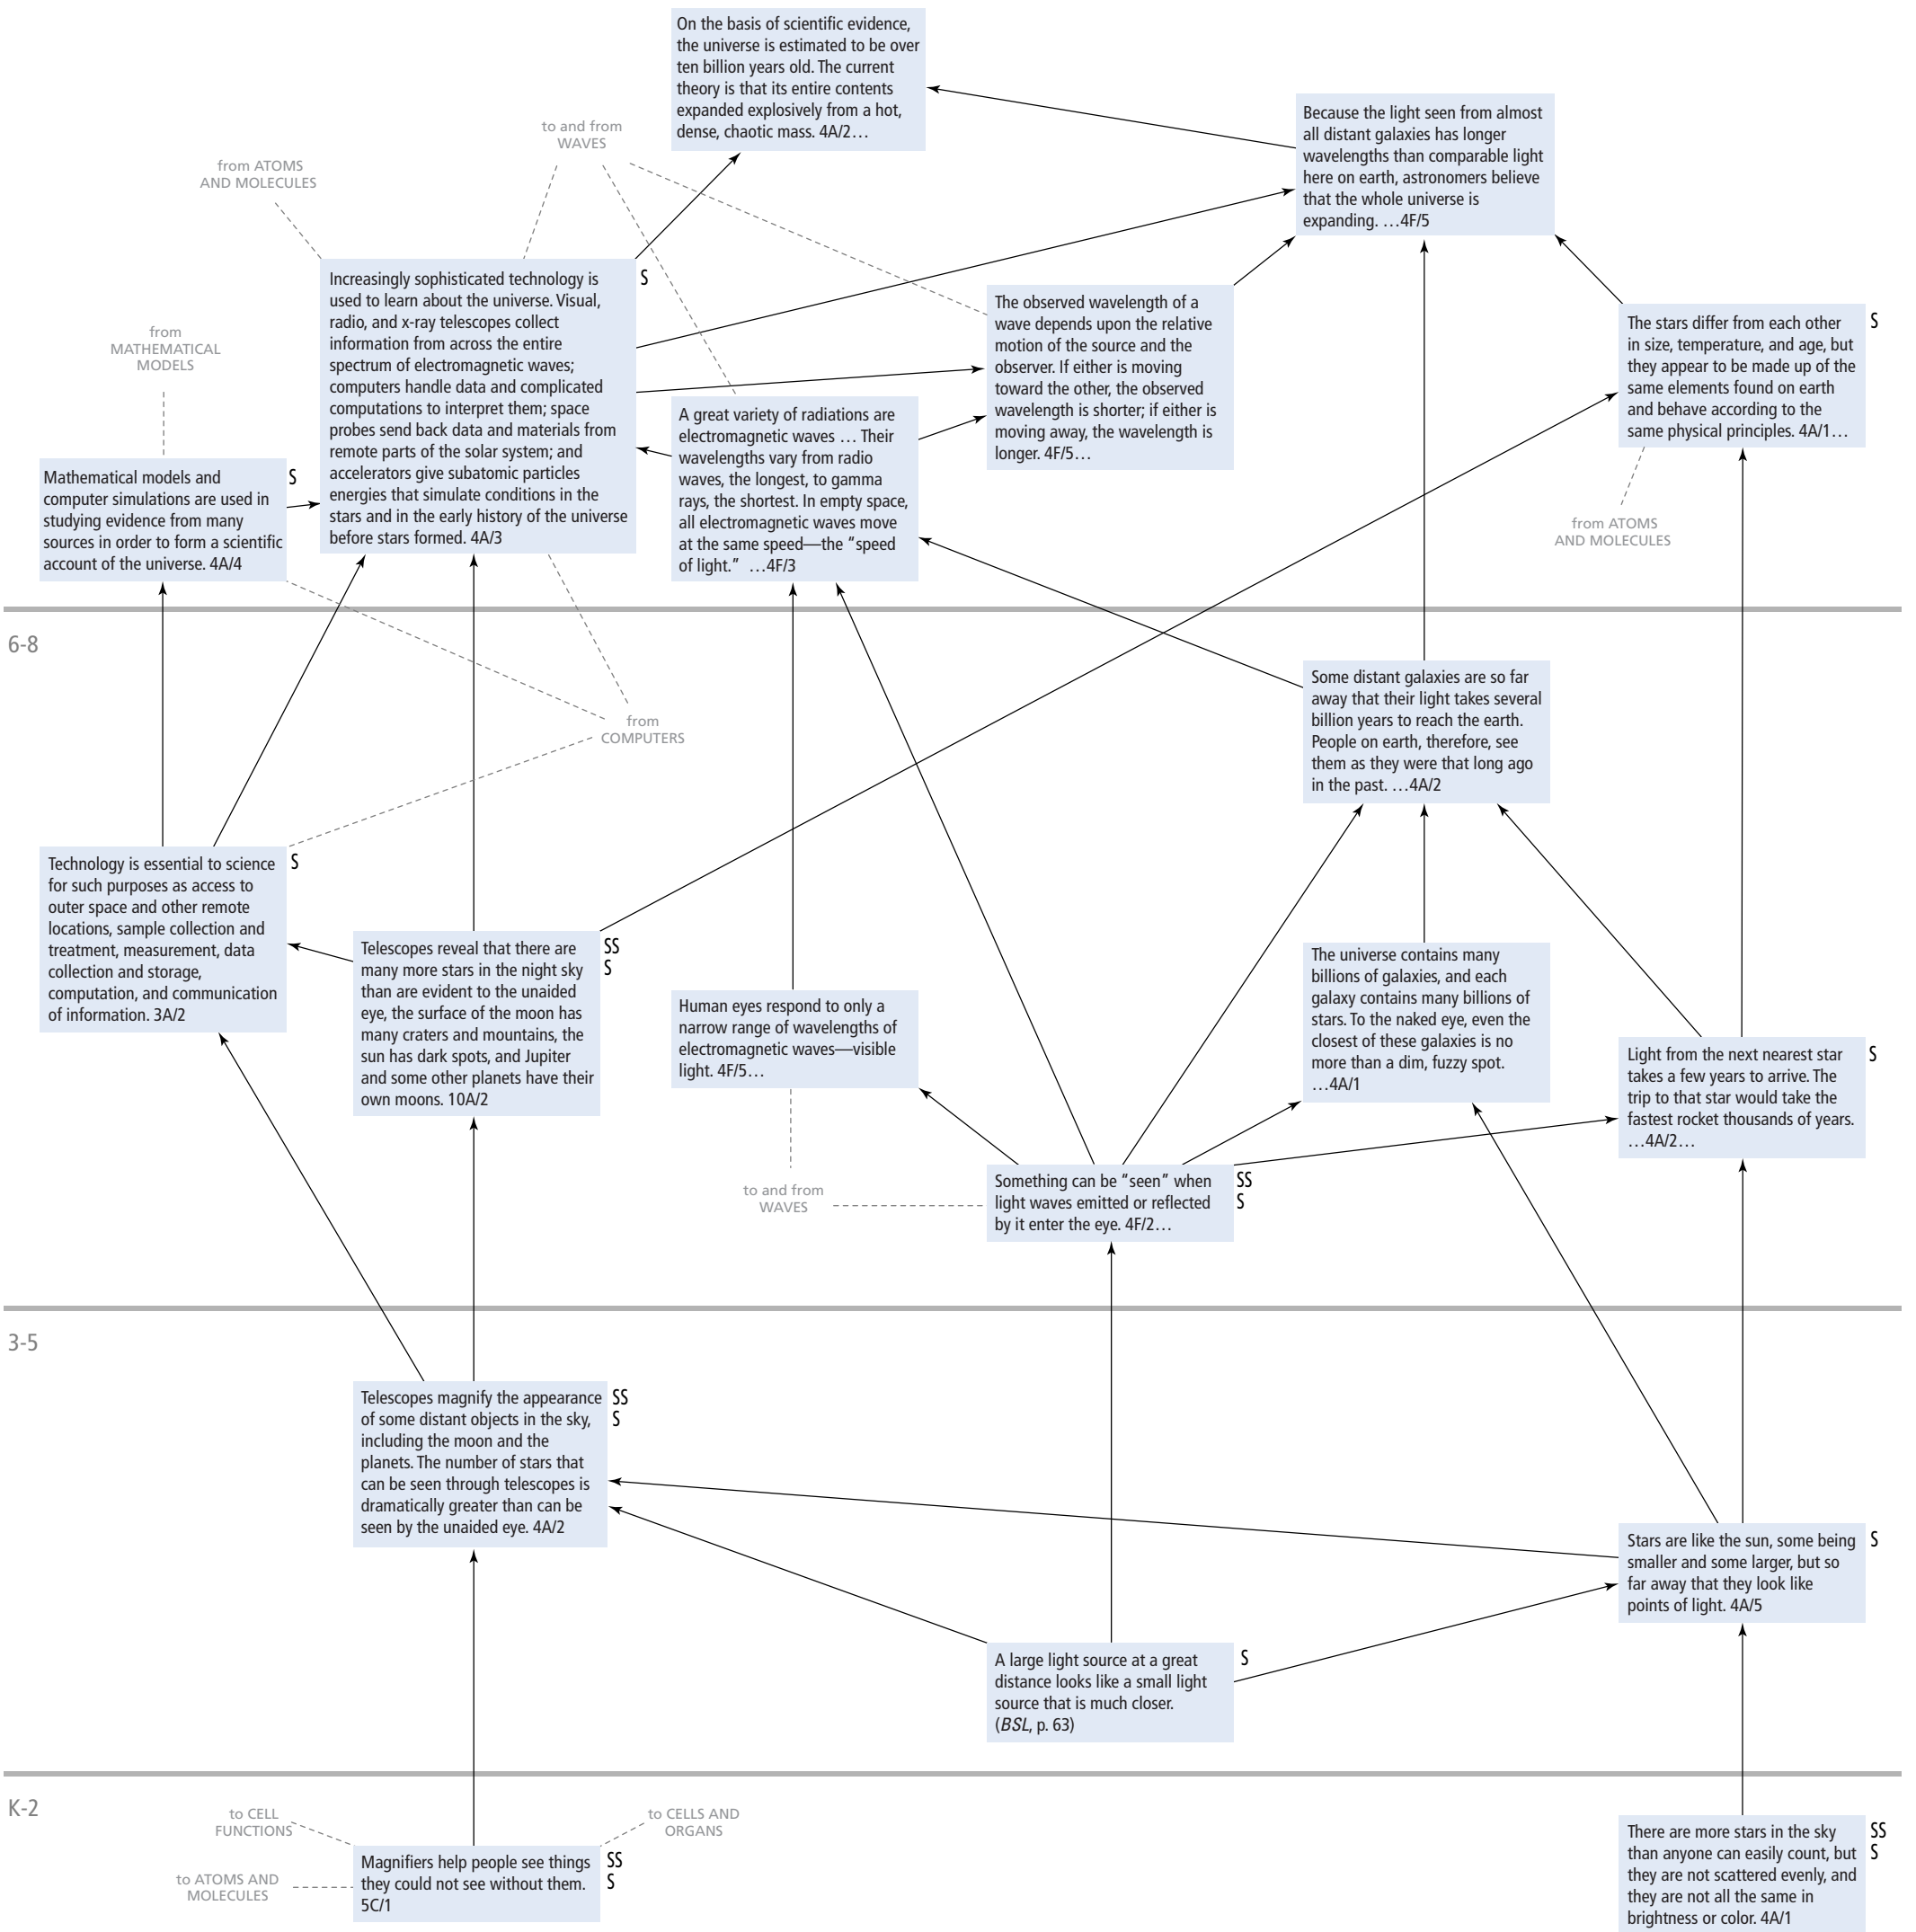 On the basis of scientific evidence,
the universe is estimated to be over
ten billion years old. The current
theory is that its entire contents
expanded explosively from a hot,
dense, chaotic mass. 4A/2…
Because the light seen from almost
all distant galaxies has longer
wavelengths than comparable light
here on earth, astronomers believe
that the whole universe is
expanding. …4F/5
to and from
WAVES
from ATOMS
AND MOLECULES
Increasingly sophisticated technology is
used to learn about the universe. Visual,
radio, and x-ray telescopes collect
information from across the entire
spectrum of electromagnetic waves;
computers handle data and complicated
computations to interpret them; space
probes send back data and materials from
remote parts of the solar system; and
accelerators give subatomic particles
energies that simulate conditions in the
stars and in the early history of the universe
before stars formed. 4A/3
S
The observed wavelength of a
wave depends upon the relative
motion of the source and the
observer. If either is moving
toward the other, the observed
wavelength is shorter; if either is
moving away, the wavelength is
longer. 4F/5…
The stars differ from each other
in size, temperature, and age, but
they appear to be made up of the
same elements found on earth
and behave according to the
same physical principles. 4A/1…
S
from
MATHEMATICAL
MODELS
A great variety of radiations are
electromagnetic waves … Their
wavelengths vary from radio
waves, the longest, to gamma
rays, the shortest. In empty space,
all electromagnetic waves move
at the same speed—the “speed
of light.” …4F/3
Mathematical models and
computer simulations are used in
studying evidence from many
sources in order to form a scientific
account of the universe. 4A/4
S
from ATOMS
AND MOLECULES
6-8
Some distant galaxies are so far
away that their light takes several
billion years to reach the earth.
People on earth, therefore, see
them as they were that long ago
in the past. …4A/2
from
COMPUTERS
Technology is essential to science
for such purposes as access to
outer space and other remote
locations, sample collection and
treatment, measurement, data
collection and storage,
computation, and communication
of information. 3A/2
S
Telescopes reveal that there are
many more stars in the night sky
than are evident to the unaided
eye, the surface of the moon has
many craters and mountains, the
sun has dark spots, and Jupiter
and some other planets have their
own moons. 10A/2
SS
S
Human eyes respond to only a
narrow range of wavelengths of
electromagnetic waves—visible
light. 4F/5…
The universe contains many
billions of galaxies, and each
galaxy contains many billions of
stars. To the naked eye, even the
closest of these galaxies is no
more than a dim, fuzzy spot.
…4A/1
Light from the next nearest star
takes a few years to arrive. The
trip to that star would take the
fastest rocket thousands of years.
…4A/2…
S
to and from
WAVES
Something can be “seen” when
light waves emitted or reflected
by it enter the eye. 4F/2…
SS
S
3-5
Telescopes magnify the appearance
of some distant objects in the sky,
including the moon and the
planets. The number of stars that
can be seen through telescopes is
dramatically greater than can be
seen by the unaided eye. 4A/2
SS
S
Stars are like the sun, some being
smaller and some larger, but so
far away that they look like
points of light. 4A/5
S
A large light source at a great
distance looks like a small light
source that is much closer.
(BSL, p. 63)
S
K-2
to CELL
FUNCTIONS
to CELLS AND
ORGANS
to ATOMS AND
MOLECULES
Magnifiers help people see things
they could not see without them.
5C/1
SS
S
There are more stars in the sky
than anyone can easily count, but
they are not scattered evenly, and
they are not all the same in
brightness or color. 4A/1
SS
S